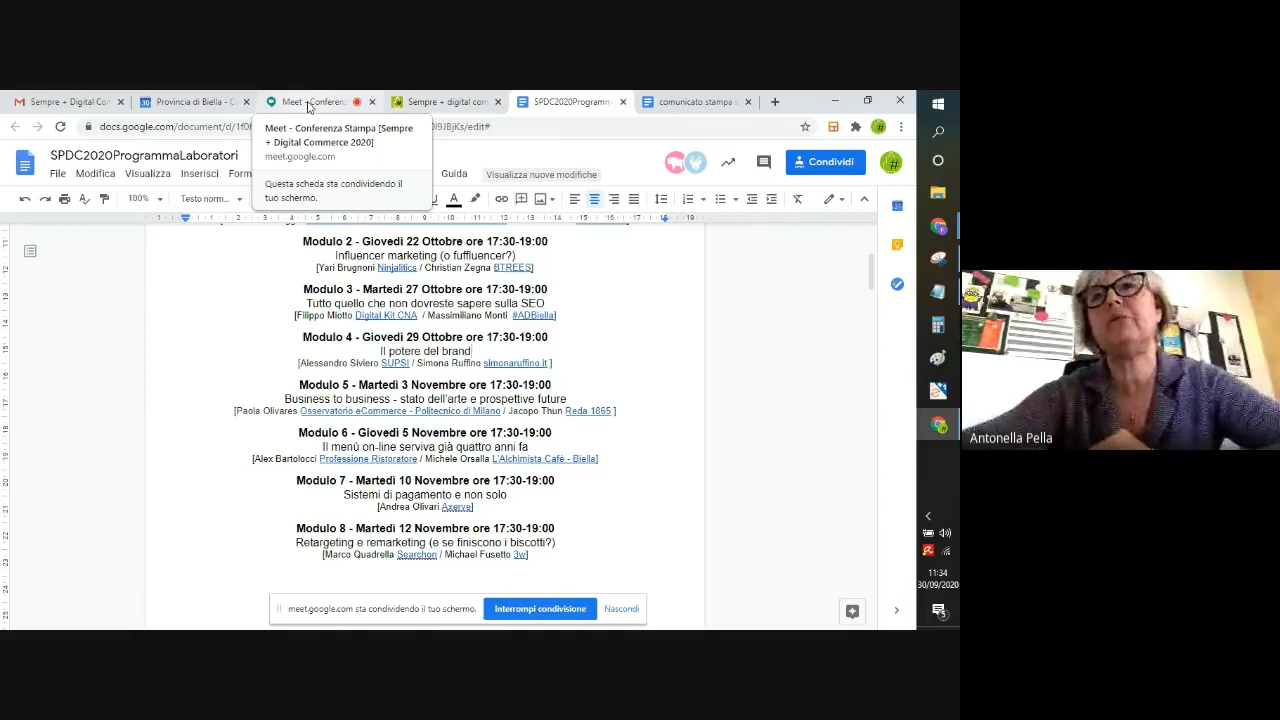 Sempre + Digital Co
Provincia di Biella - C
Meet - Conferenz
Sempre + digital com
SPDC2020Programm
comunicato stampa s
docs.google.com/document/d/1f0
0I9JBjKs/edit#
Meet - Conferenza Stampa [Sempre
+ Digital Commerce 2020]
meet.google.com
Questa scheda sta condividendo il
tuo schermo.
SPDC2020ProgrammaLaboratori
File Modifica Visualizza Inserisci Form Guida Visualizza nuove modifiche
Condividi
100% Testo norm...
Modulo 2 - Giovedì 22 Ottobre ore 17:30-19:00
Influencer marketing (o fuffluencer?)
[Yari Brugnoni Ninjalitics / Christian Zegna BTREES]
Modulo 3 - Martedì 27 Ottobre ore 17:30-19:00
Tutto quello che non dovreste sapere sulla SEO
[Filippo Miotto Digital Kit CNA / Massimiliano Monti #ADBiella]
Modulo 4 - Giovedì 29 Ottobre ore 17:30-19:00
Il potere del brand
[Alessandro Siviero SUPSI / Simona Ruffino simonaruffino.it ]
Modulo 5 - Martedì 3 Novembre ore 17:30-19:00
Business to business - stato dell'arte e prospettive future
[Paola Olivares Osservatorio eCommerce - Politecnico di Milano / Jacopo Thun Reda 1865 ]
Modulo 6 - Giovedì 5 Novembre ore 17:30-19:00
Il menù on-line serviva già quattro anni fa
[Alex Bartolocci Professione Ristoratore / Michele Orsalla L'Alchimista Cafè - Biella]
Modulo 7 - Martedì 10 Novembre ore 17:30-19:00
Sistemi di pagamento e non solo
[Andrea Olivari Axerve]
Modulo 8 - Martedì 12 Novembre ore 17:30-19:00
Retargeting e remarketing (e se finiscono i biscotti?)
[Marco Quadrella Searchon / Michael Fusetto 3w]
meet.google.com sta condividendo il tuo schermo.
Interrompi condivisione
Nascondi
11:34
30/09/2020
Antonella Pella